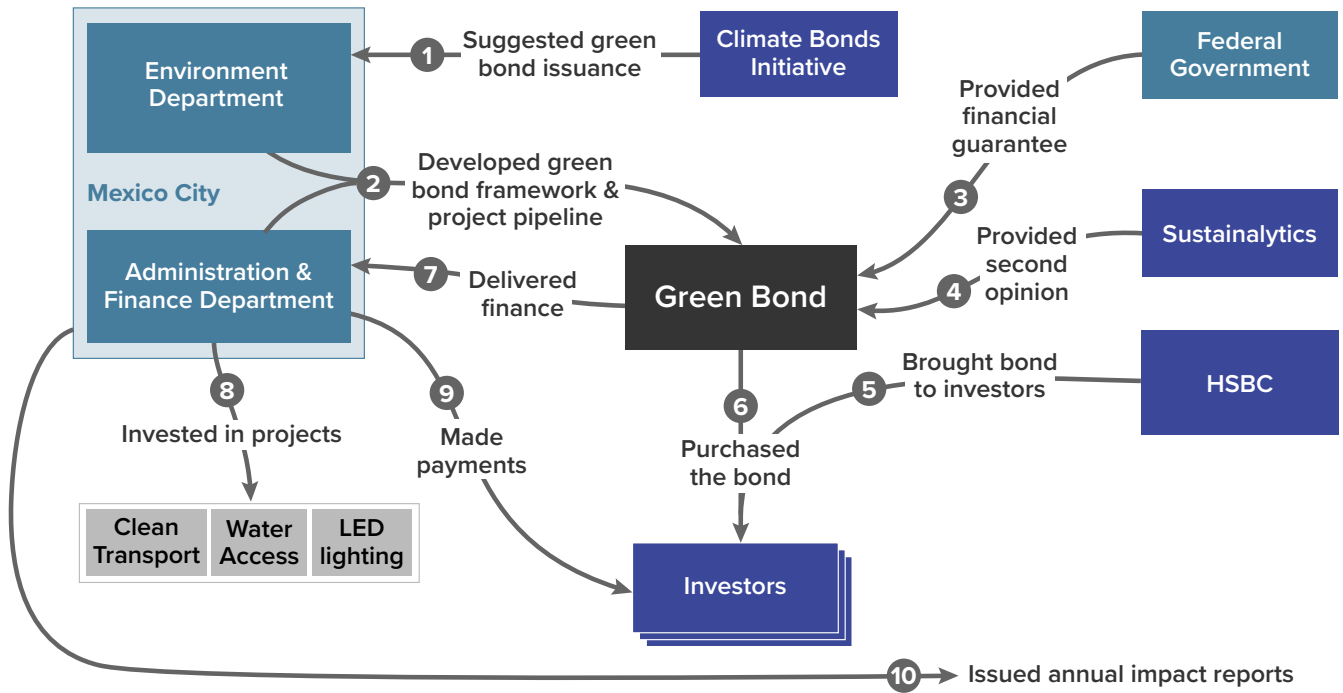 Environment
Department
1
Suggested green
bond issuance
Climate Bonds
Initiative
Federal
Government
Provided
financial
guarantee
3
Mexico City
2
Developed green
bond framework &
project pipeline
Administration &
Finance Department
7
Delivered
finance
Green Bond
Provided
second
opinion
4
Sustainalytics
8
Invested in projects
9
Made
payments
6
Purchased
the bond
5
Brought bond
to investors
HSBC
Clean
Transport
Water
Access
LED
lighting
Investors
10
Issued annual impact reports